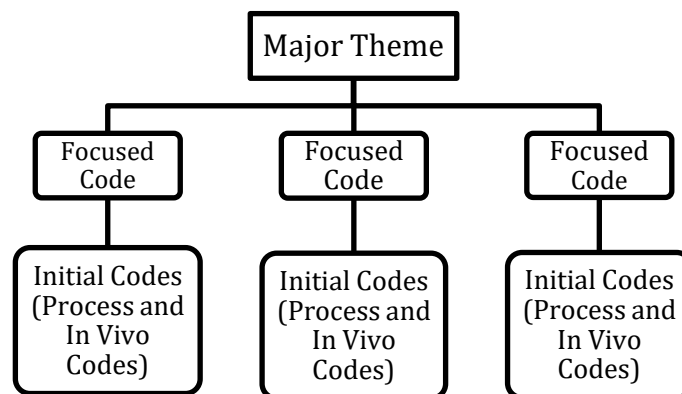 Major Theme
Focused
Code
Focused
Code
Focused
Code
Initial Codes
(Process and
In Vivo
Codes)
Initial Codes
(Process and
In Vivo
Codes)
Initial Codes
(Process and
In Vivo
Codes)